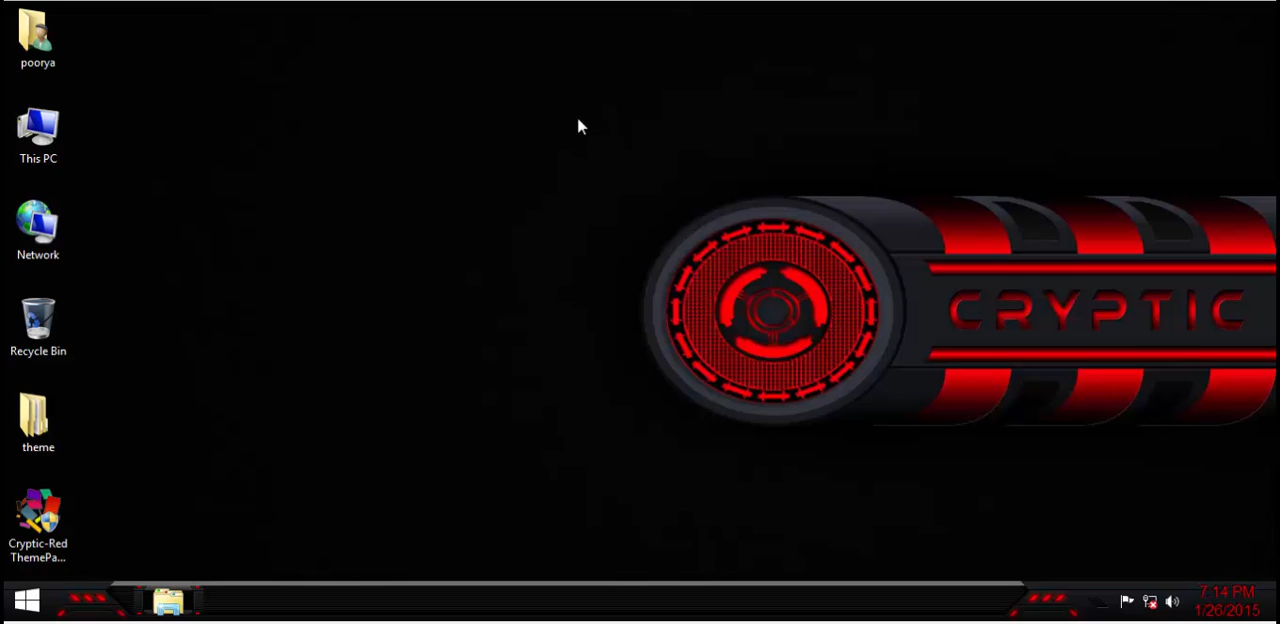 poorya
This PC
Network
Recycle Bin
theme
Cryptic-Red
ThemePa...
CRYPTIC
7:14 PM
1/26/2015